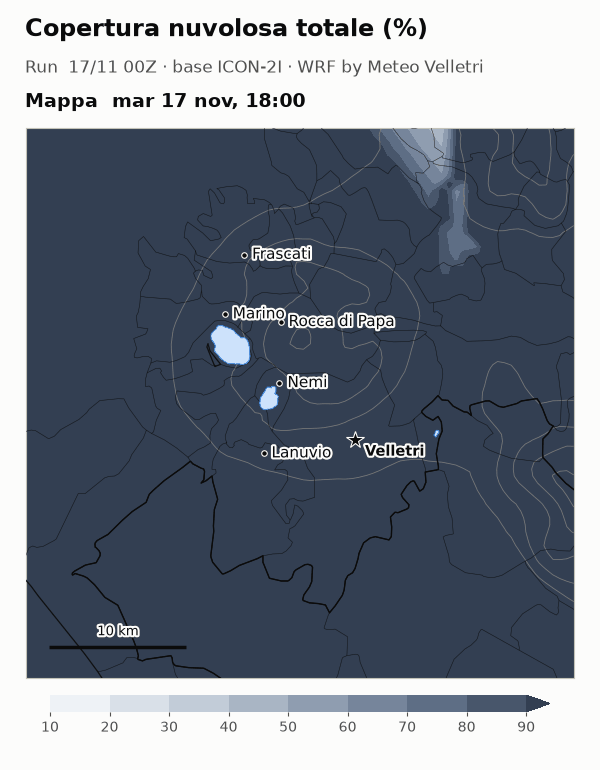 Copertura nuvolosa totale (%)
Run  17/11 00Z · base ICON-2I · WRF by Meteo Velletri
Mappa  mar 17 nov, 18:00
Frascati
Marino
Rocca di Papa
Nemi
Velletri
Lanuvio
10 km
10 20 30 40 50 60 70 80 90